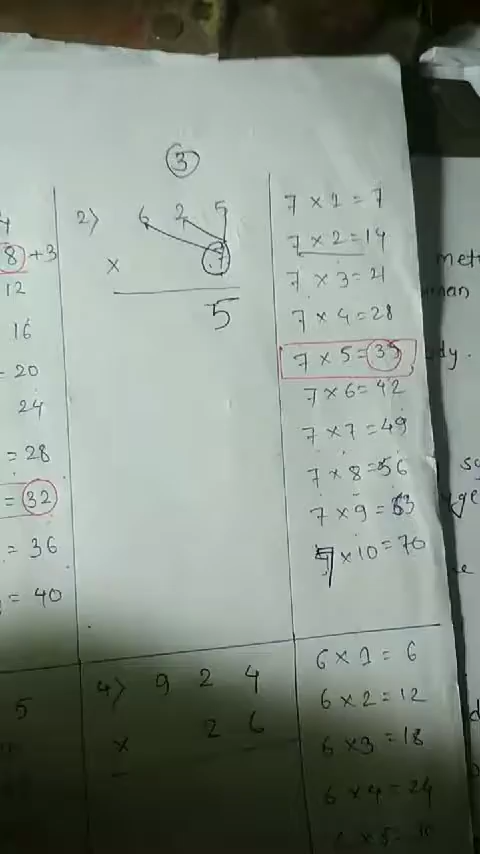 3
4
8 +3
12
16
= 20
24
= 28
= 32
= 36
= 40
5
2) 6 2 5
x 7
5
7 x 1 = 7
7 x 2 = 14
7 x 3 = 21
7 x 4 = 28
7 x 5 = 35
7 x 6 = 42
7 x 7 = 49
7 x 8 = 56
7 x 9 = 63
7 x 10 = 70
4) 9 2 4
x 2 6
6 x 1 = 6
6 x 2 = 12
6 x 3 = 18
6 x 4 = 24